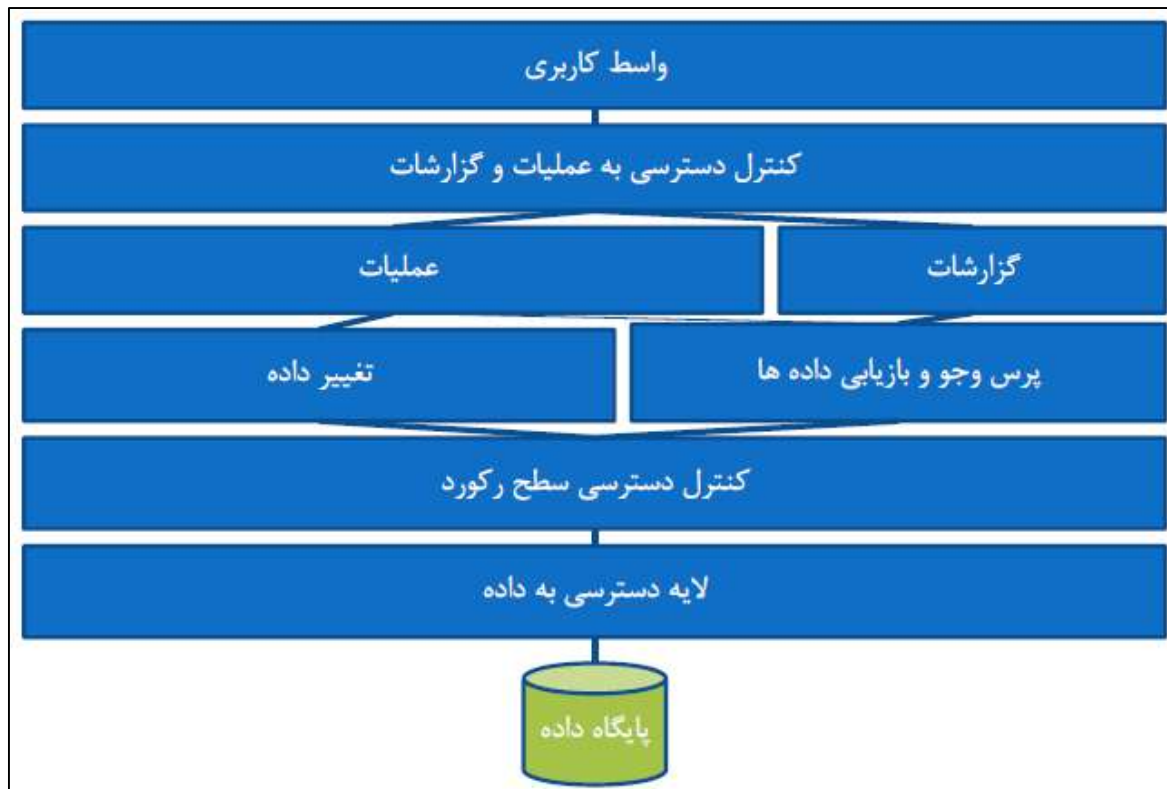 واسط کاربری
کنترل دسترسی به عملیات و گزارشات
گزارشات
عملیات
پرس وجو و بازیابی داده ها
تغییر داده
کنترل دسترسی سطح رکورد
لایه دسترسی به داده
پایگاه داده